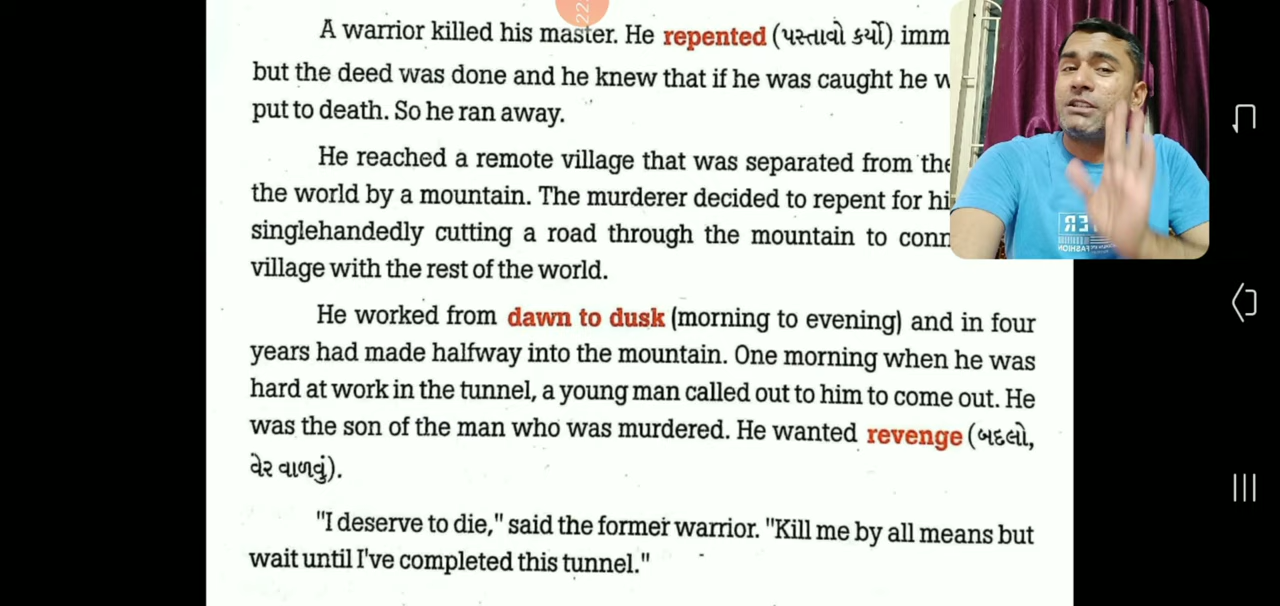 A warrior killed his master. He repented (પસ્તાવો કર્યો) imm
but the deed was done and he knew that if he was caught he w
put to death. So he ran away.
He reached a remote village that was separated from the
the world by a mountain. The murderer decided to repent for hi
singlehandedly cutting a road through the mountain to conn
village with the rest of the world.
He worked from dawn to dusk (morning to evening) and in four
years had made halfway into the mountain. One morning when he was
hard at work in the tunnel, a young man called out to him to come out. He
was the son of the man who was murdered. He wanted revenge (બદલો,
વેર વાળવું).
"I deserve to die," said the former warrior. "Kill me by all means but
wait until I've completed this tunnel."
22
FASHION